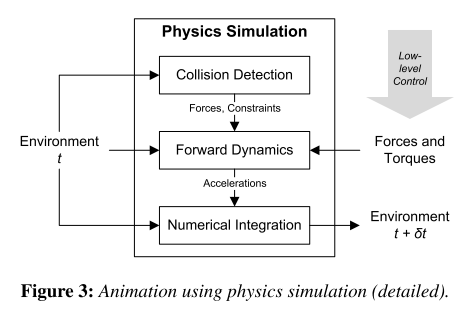 Physics Simulation
Low-
level
Control
Collision Detection
Forces, Constraints
Environment
t
Forward Dynamics
Forces and
Torques
Accelerations
Numerical Integration
Environment
t + δt
Figure 3: Animation using physics simulation (detailed).